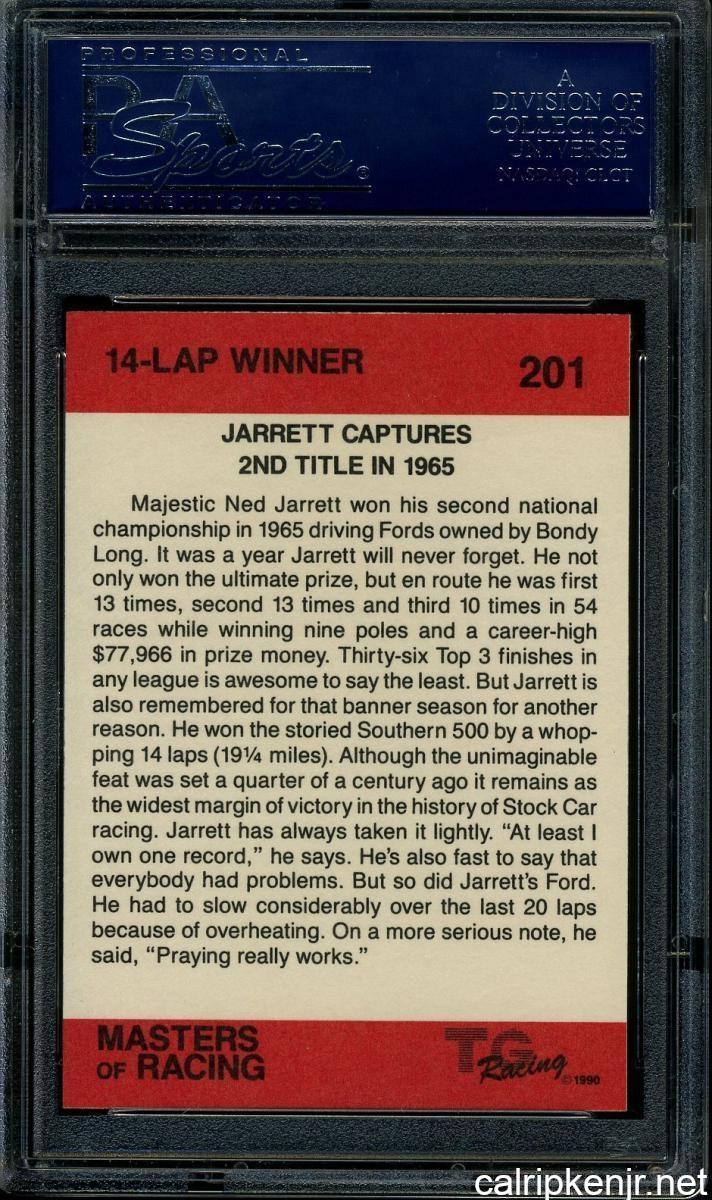 PROFESSIONAL
PSA
Sports®
AUTHENTICATOR
A
DIVISION OF
COLLECTORS
UNIVERSE
NASDAQ: CLCT
14-LAP WINNER 201
JARRETT CAPTURES
2ND TITLE IN 1965
Majestic Ned Jarrett won his second national
championship in 1965 driving Fords owned by Bondy
Long. It was a year Jarrett will never forget. He not
only won the ultimate prize, but en route he was first
13 times, second 13 times and third 10 times in 54
races while winning nine poles and a career-high
$77,966 in prize money. Thirty-six Top 3 finishes in
any league is awesome to say the least. But Jarrett is
also remembered for that banner season for another
reason. He won the storied Southern 500 by a whop-
ping 14 laps (19¼ miles). Although the unimaginable
feat was set a quarter of a century ago it remains as
the widest margin of victory in the history of Stock Car
racing. Jarrett has always taken it lightly. “At least I
own one record,” he says. He’s also fast to say that
everybody had problems. But so did Jarrett’s Ford.
He had to slow considerably over the last 20 laps
because of overheating. On a more serious note, he
said, “Praying really works.”
MASTERS
OF RACING
TG
Racing
©1990
calripkenjr.net